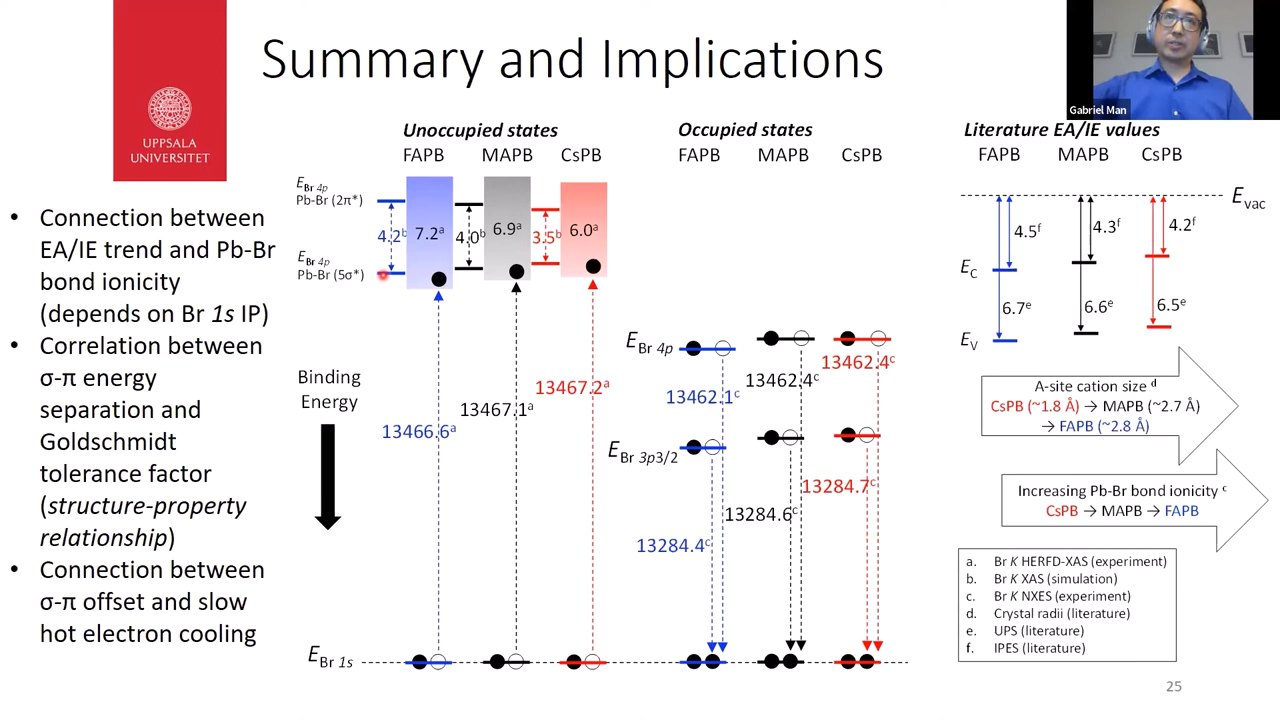 Summary and Implications
Gabriel Man
UPPSALA
UNIVERSITET
• Connection between
EA/IE trend and Pb-Br
bond ionicity
(depends on Br 1s IP)
• Correlation between
σ-π energy
separation and
Goldschmidt
tolerance factor
(structure-property
relationship)
• Connection between
σ-π offset and slow
hot electron cooling
Unoccupied states
FAPB MAPB CsPB
E Br 4p
Pb-Br (2π*)
E Br 4p
Pb-Br (5σ*)
4.2ᵇ 7.2ᵃ 4.0ᵇ 6.9ᵃ 3.5ᵇ 6.0ᵃ
Binding
Energy
13466.6ᵃ
13467.1ᵃ
13467.2ᵃ
E Br 1s
Occupied states
FAPB MAPB CsPB
E Br 4p
13462.1ᶜ
13462.4ᶜ
13462.4ᶜ
E Br 3p3/2
13284.4ᶜ
13284.6ᶜ
13284.7ᶜ
Literature EA/IE values
FAPB MAPB CsPB
Evac
4.5ᶠ 4.3ᶠ 4.2ᶠ
EC
6.7ᵉ 6.6ᵉ 6.5ᵉ
EV
A-site cation size ᵈ
CsPB (~1.8 Å) → MAPB (~2.7 Å)
→ FAPB (~2.8 Å)
Increasing Pb-Br bond ionicity ᶜ
CsPB → MAPB → FAPB
a. Br K HERFD-XAS (experiment)
b. Br K XAS (simulation)
c. Br K NXES (experiment)
d. Crystal radii (literature)
e. UPS (literature)
f. IPES (literature)
25